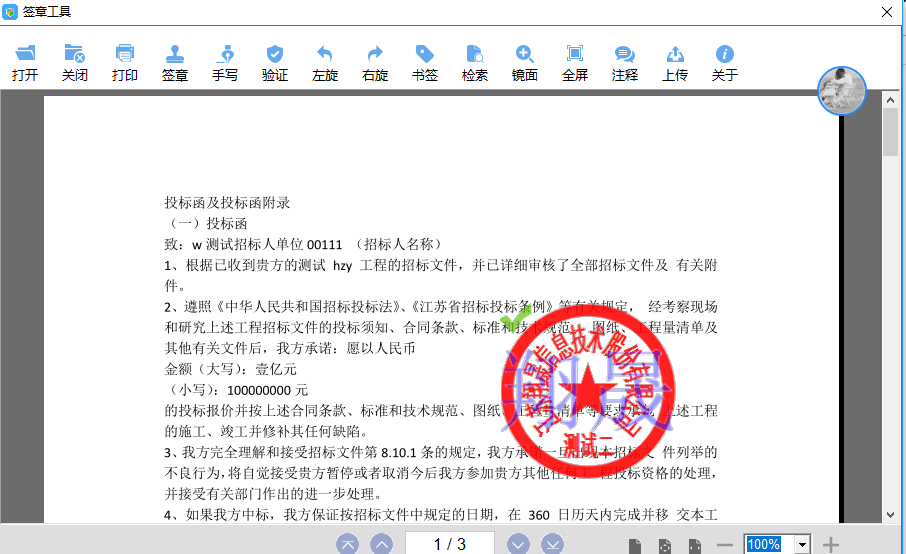 签章工具
打开 关闭 打印 签章 手写 验证 左旋 右旋 书签 检索 镜面 全屏 注释 上传 关于
投标函及投标函附录
（一）投标函
致：w 测试招标人单位 00111 （招标人名称）
1、根据已收到贵方的测试 hzy 工程的招标文件，并已详细审核了全部招标文件及 有关附
件。
2、遵照《中华人民共和国招标投标法》、《江苏省招标投标条例》等有关规定， 经考察现场
和研究上述工程招标文件的投标须知、合同条款、标准和技术规范、图纸、工程量清单及
其他有关文件后，我方承诺：愿以人民币
金额（大写）：壹亿元
（小写）：100000000 元
的投标报价并按上述合同条款、标准和技术规范、图纸、 清单等要求承包上述工程
的施工、竣工并修补其任何缺陷。
3、我方完全理解和接受招标文件第 8.10.1 条的规定，我方承诺一旦 本招标文 件列举的
不良行为，将自觉接受贵方暂停或者取消今后我方参加贵方其他任何工 程投标资格的处理，
并接受有关部门作出的进一步处理。
4、如果我方中标，我方保证按招标文件中规定的日期，在 360 日历天内完成并移 交本工
翔晟信息技术股份有限公司
翔晟
测试二
1 / 3
100%